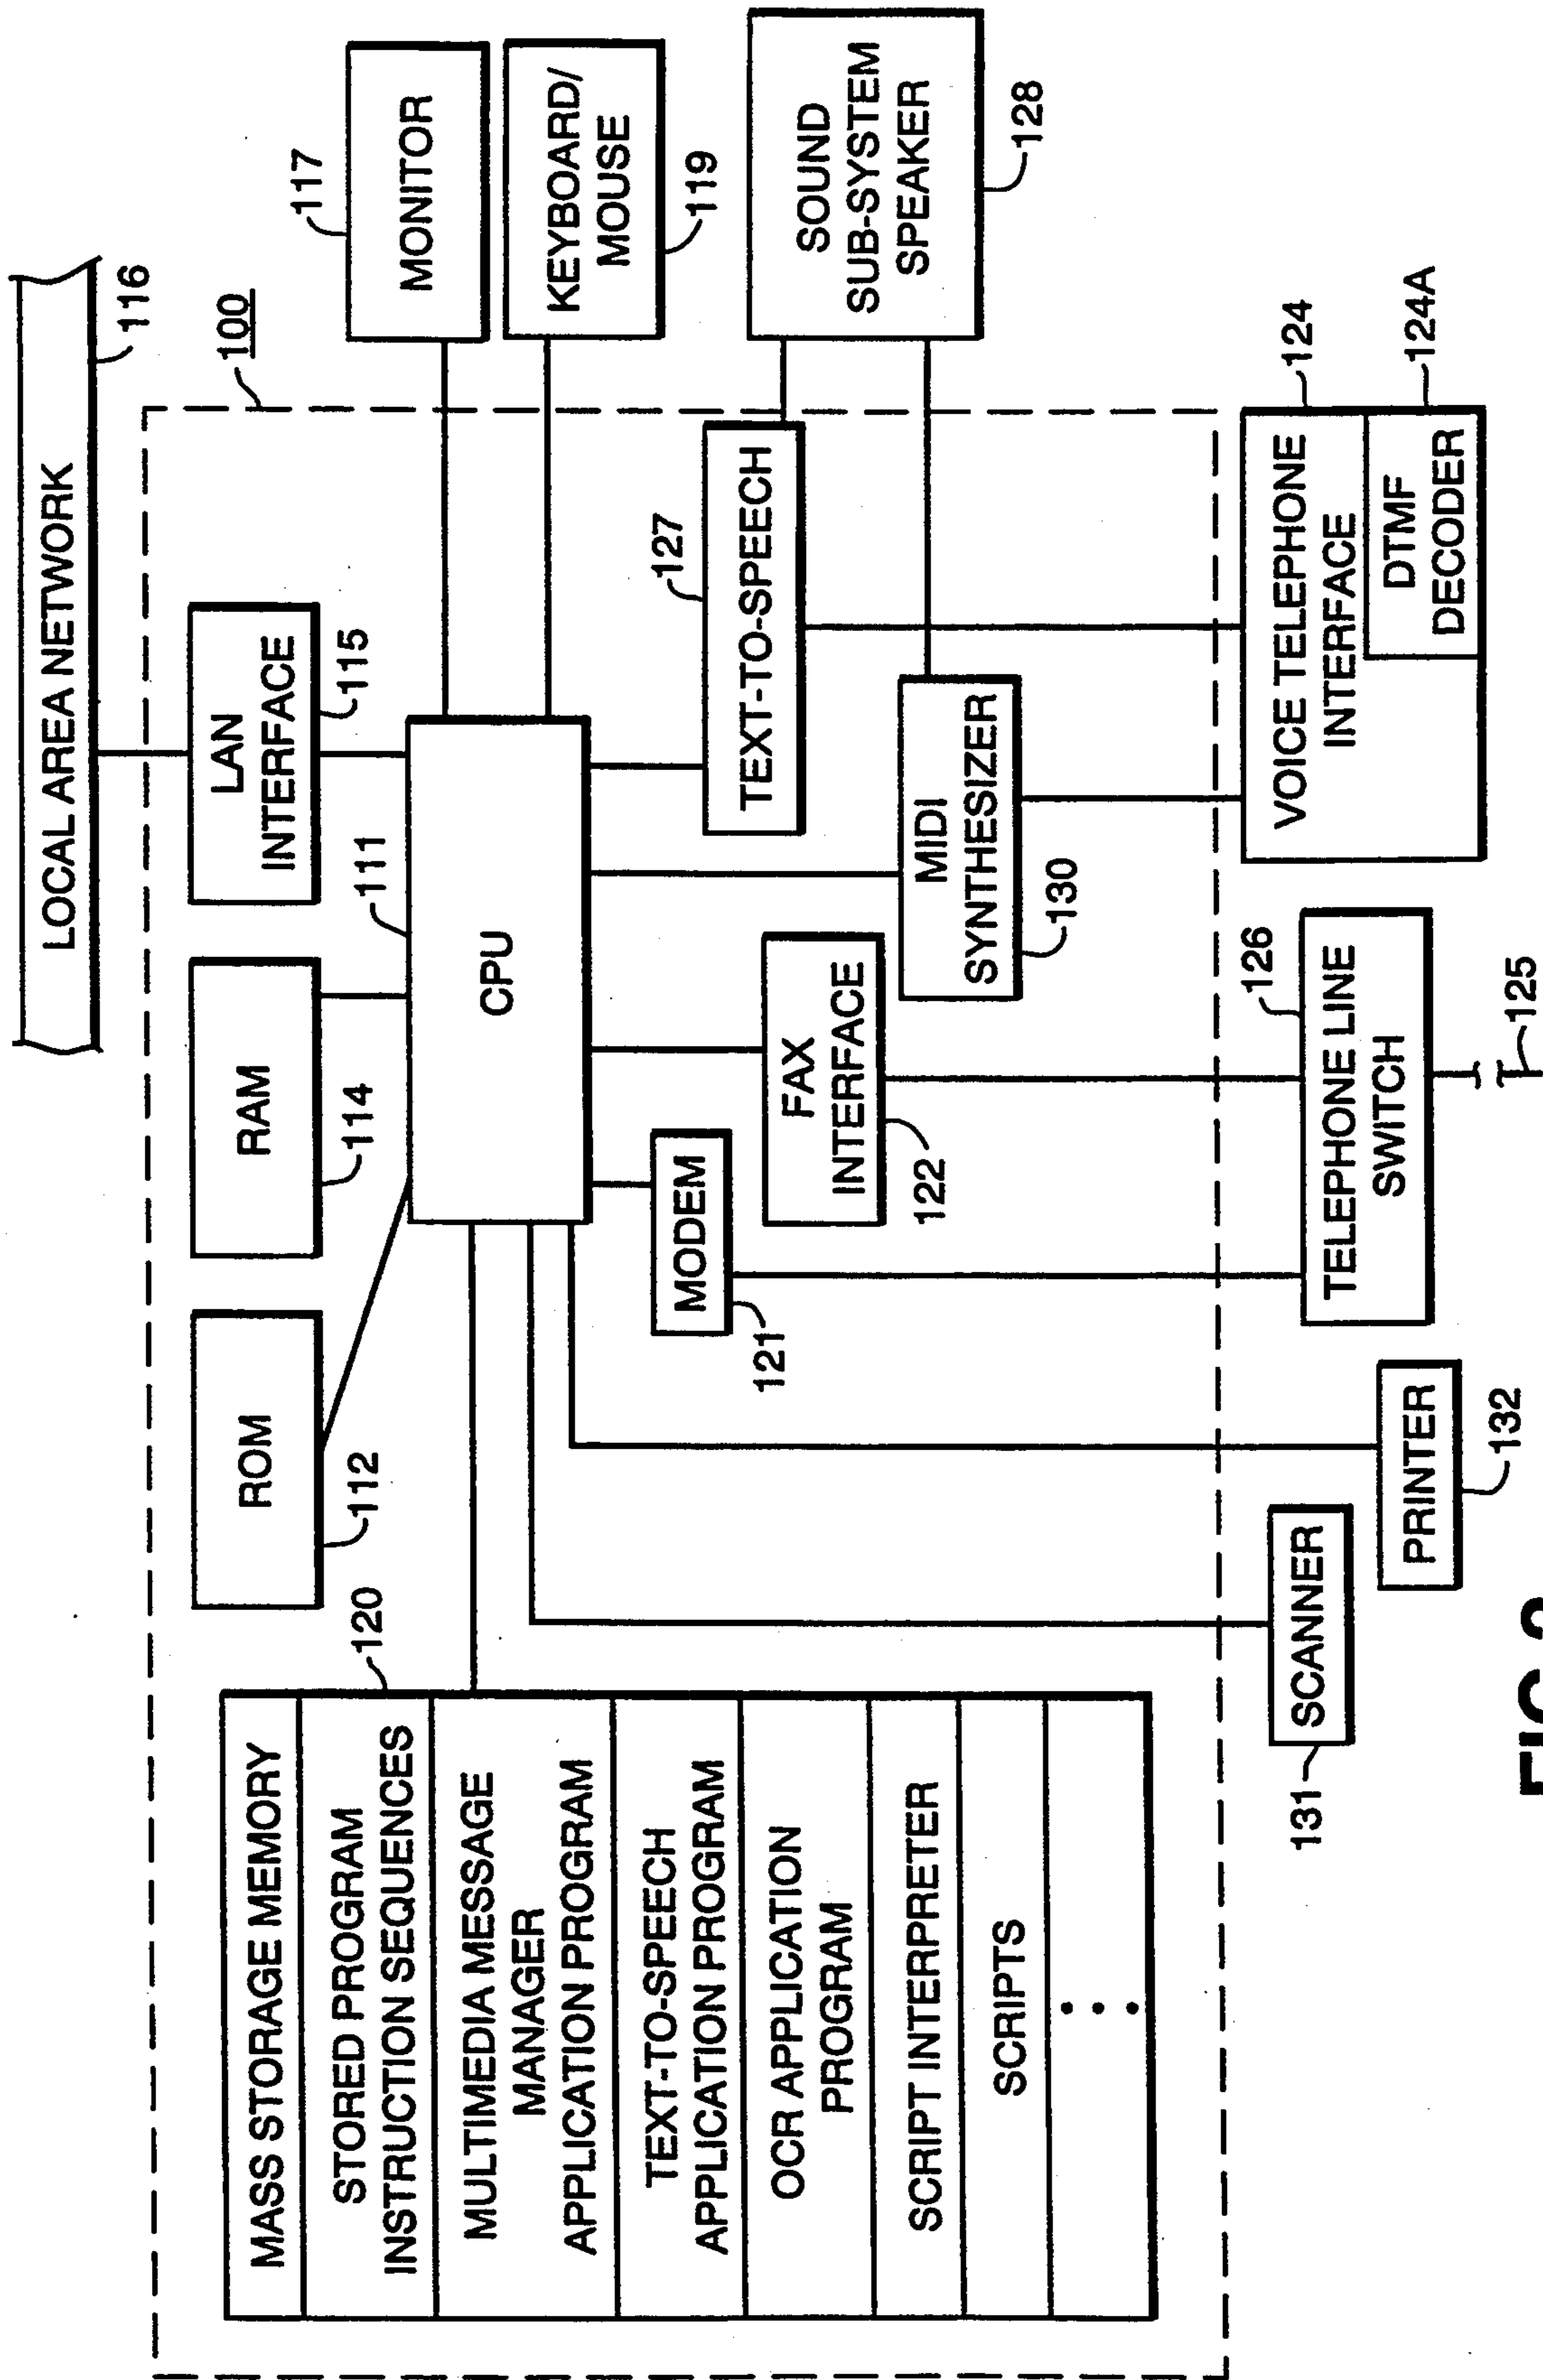 LOCAL AREA NETWORK
116
100
ROM
112
RAM
114
LAN
INTERFACE
115
117
MONITOR
KEYBOARD/
MOUSE
119
CPU
111
120
MASS STORAGE MEMORY
STORED PROGRAM
INSTRUCTION SEQUENCES
MULTIMEDIA MESSAGE
MANAGER
APPLICATION PROGRAM
TEXT-TO-SPEECH
APPLICATION PROGRAM
OCR APPLICATION
PROGRAM
SCRIPT INTERPRETER
SCRIPTS
MODEM
121
FAX
INTERFACE
122
MIDI
SYNTHESIZER
130
127
TEXT-TO-SPEECH
SOUND
SUB-SYSTEM
SPEAKER
128
SCANNER
131
PRINTER
132
TELEPHONE LINE
SWITCH
126
125
VOICE TELEPHONE
INTERFACE
124
DTMF
DECODER
124A